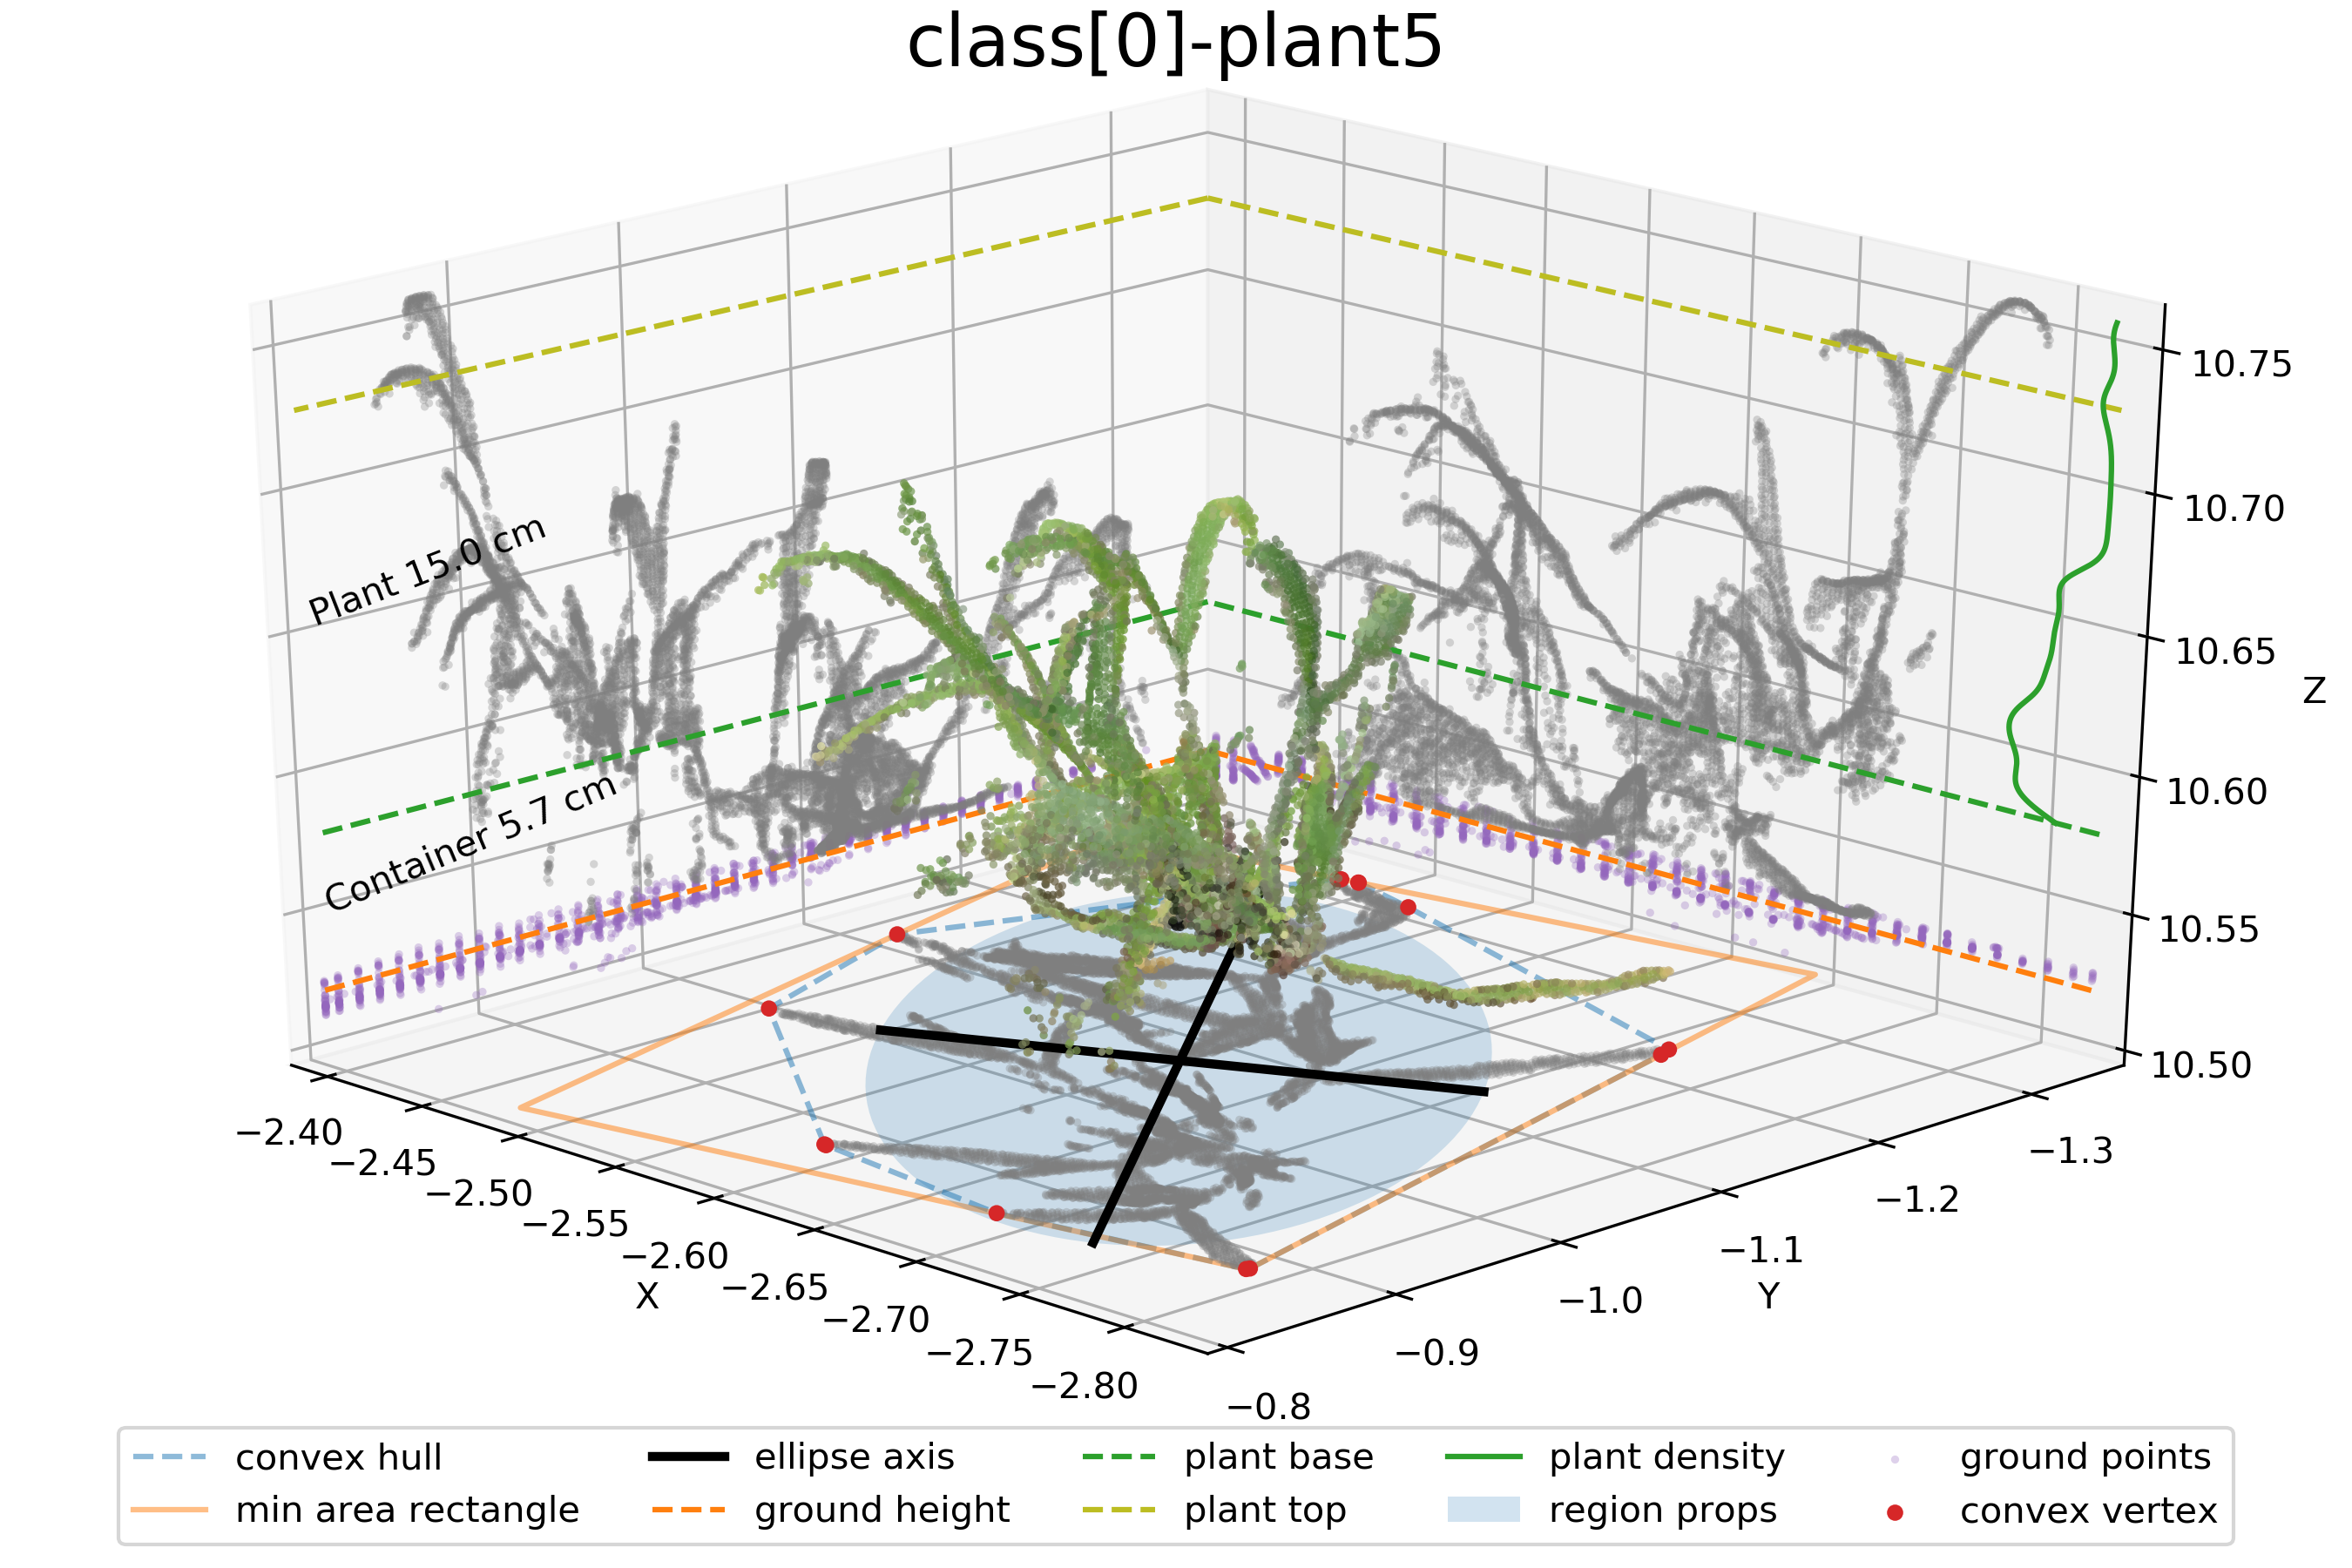 class[0]-plant5
Plant 15.0 cm
Container 5.7 cm
10.75
10.70
10.65
10.60
10.55
10.50
Z
−2.40
−2.45
−2.50
−2.55
−2.60
−2.65
−2.70
−2.75
−2.80
X
−1.3
−1.2
−1.1
−1.0
−0.9
−0.8
Y
convex hull
min area rectangle
ellipse axis
ground height
plant base
plant top
plant density
region props
ground points
convex vertex